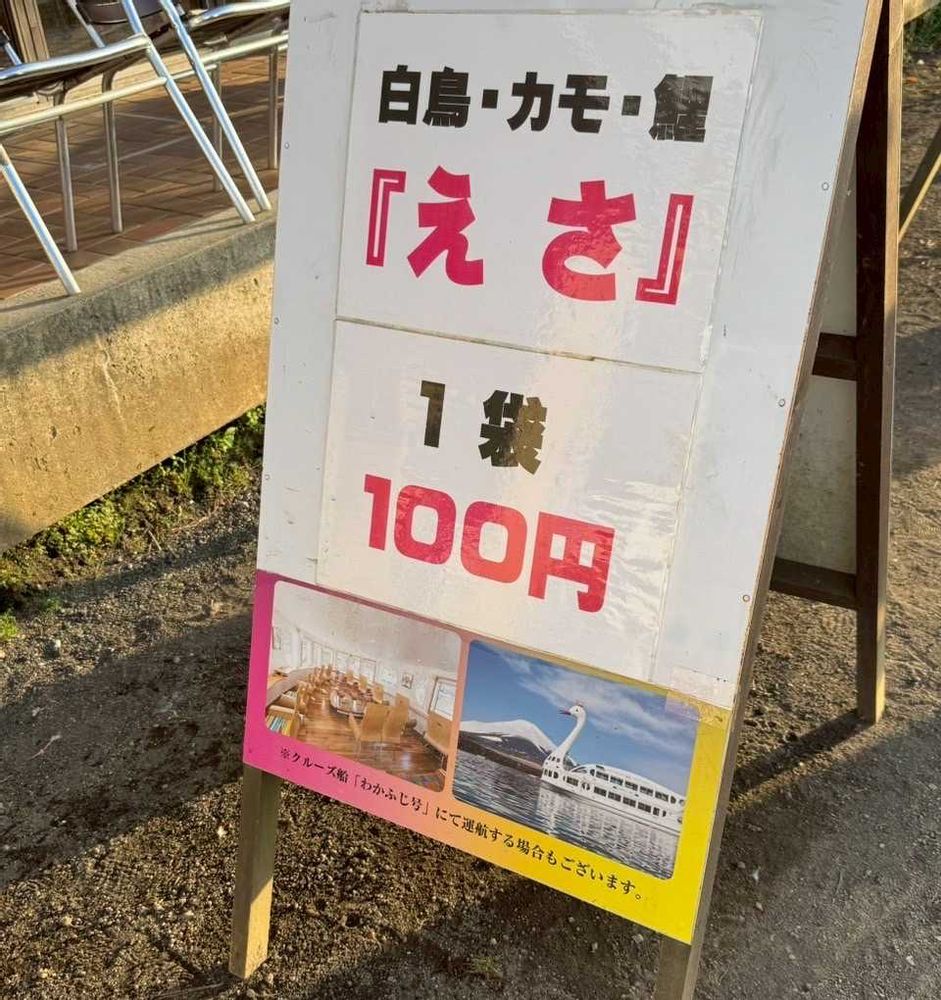 白鳥・カモ・鯉
『えさ』
1袋
100円
※クルーズ船「わかふじ号」にて運航する場合もございます。